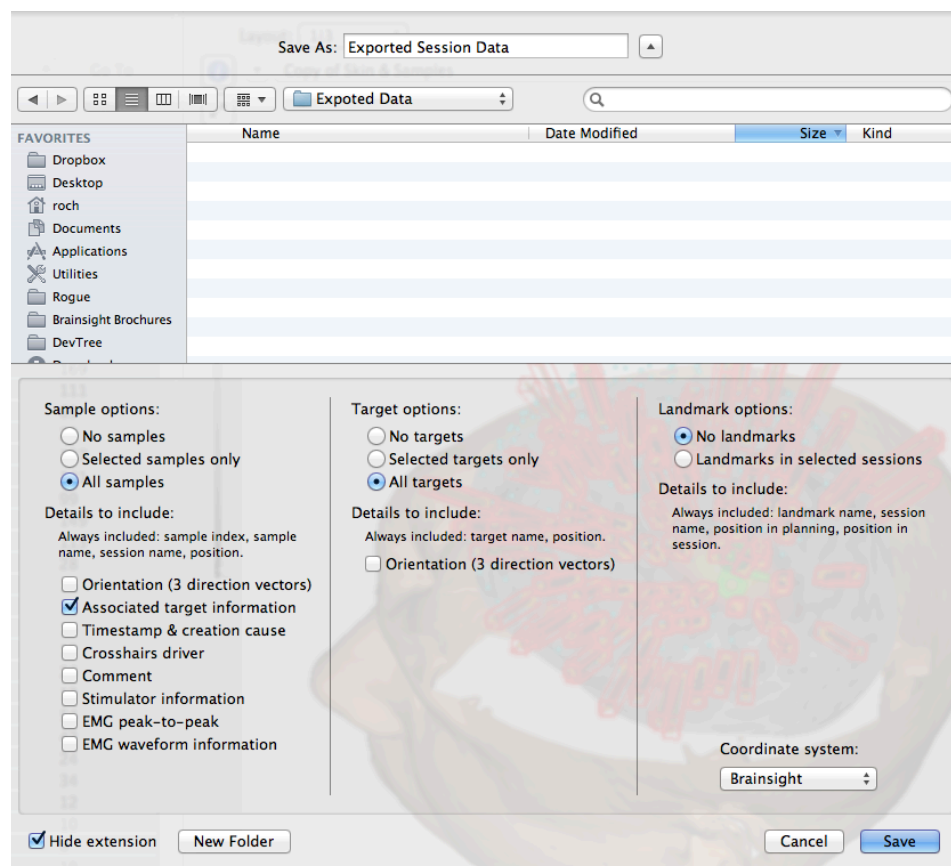 Save As: Exported Session Data
Go To
Copy of Skin & Samples
Expoted Data
FAVORITES
Name Date Modified Size Kind
Dropbox
Desktop
roch
Documents
Applications
Utilities
Rogue
Brainsight Brochures
DevTree
Sample options:
No samples
Selected samples only
All samples
Details to include:
Always included: sample index, sample
name, session name, position.
Orientation (3 direction vectors)
Associated target information
Timestamp & creation cause
Crosshairs driver
Comment
Stimulator information
EMG peak-to-peak
EMG waveform information
Target options:
No targets
Selected targets only
All targets
Details to include:
Always included: target name, position.
Orientation (3 direction vectors)
Landmark options:
No landmarks
Landmarks in selected sessions
Details to include:
Always included: landmark name, session
name, position in planning, position in
session.
Coordinate system:
Brainsight
Hide extension New Folder Cancel Save